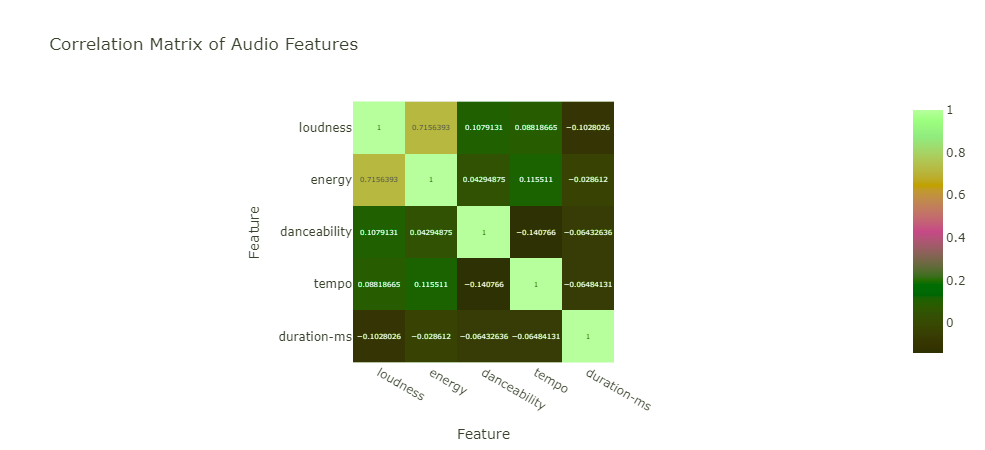 Correlation Matrix of Audio Features
loudness 1 0.7156393 0.1079131 0.08818665 −0.1028026
energy 0.7156393 1 0.04294875 0.115511 −0.028612
danceability 0.1079131 0.04294875 1 −0.140766 −0.06432636
tempo 0.08818665 0.115511 −0.140766 1 −0.06484131
duration-ms −0.1028026 −0.028612 −0.06432636 −0.06484131 1
loudness energy danceability tempo duration-ms
Feature
Feature
1
0.8
0.6
0.4
0.2
0